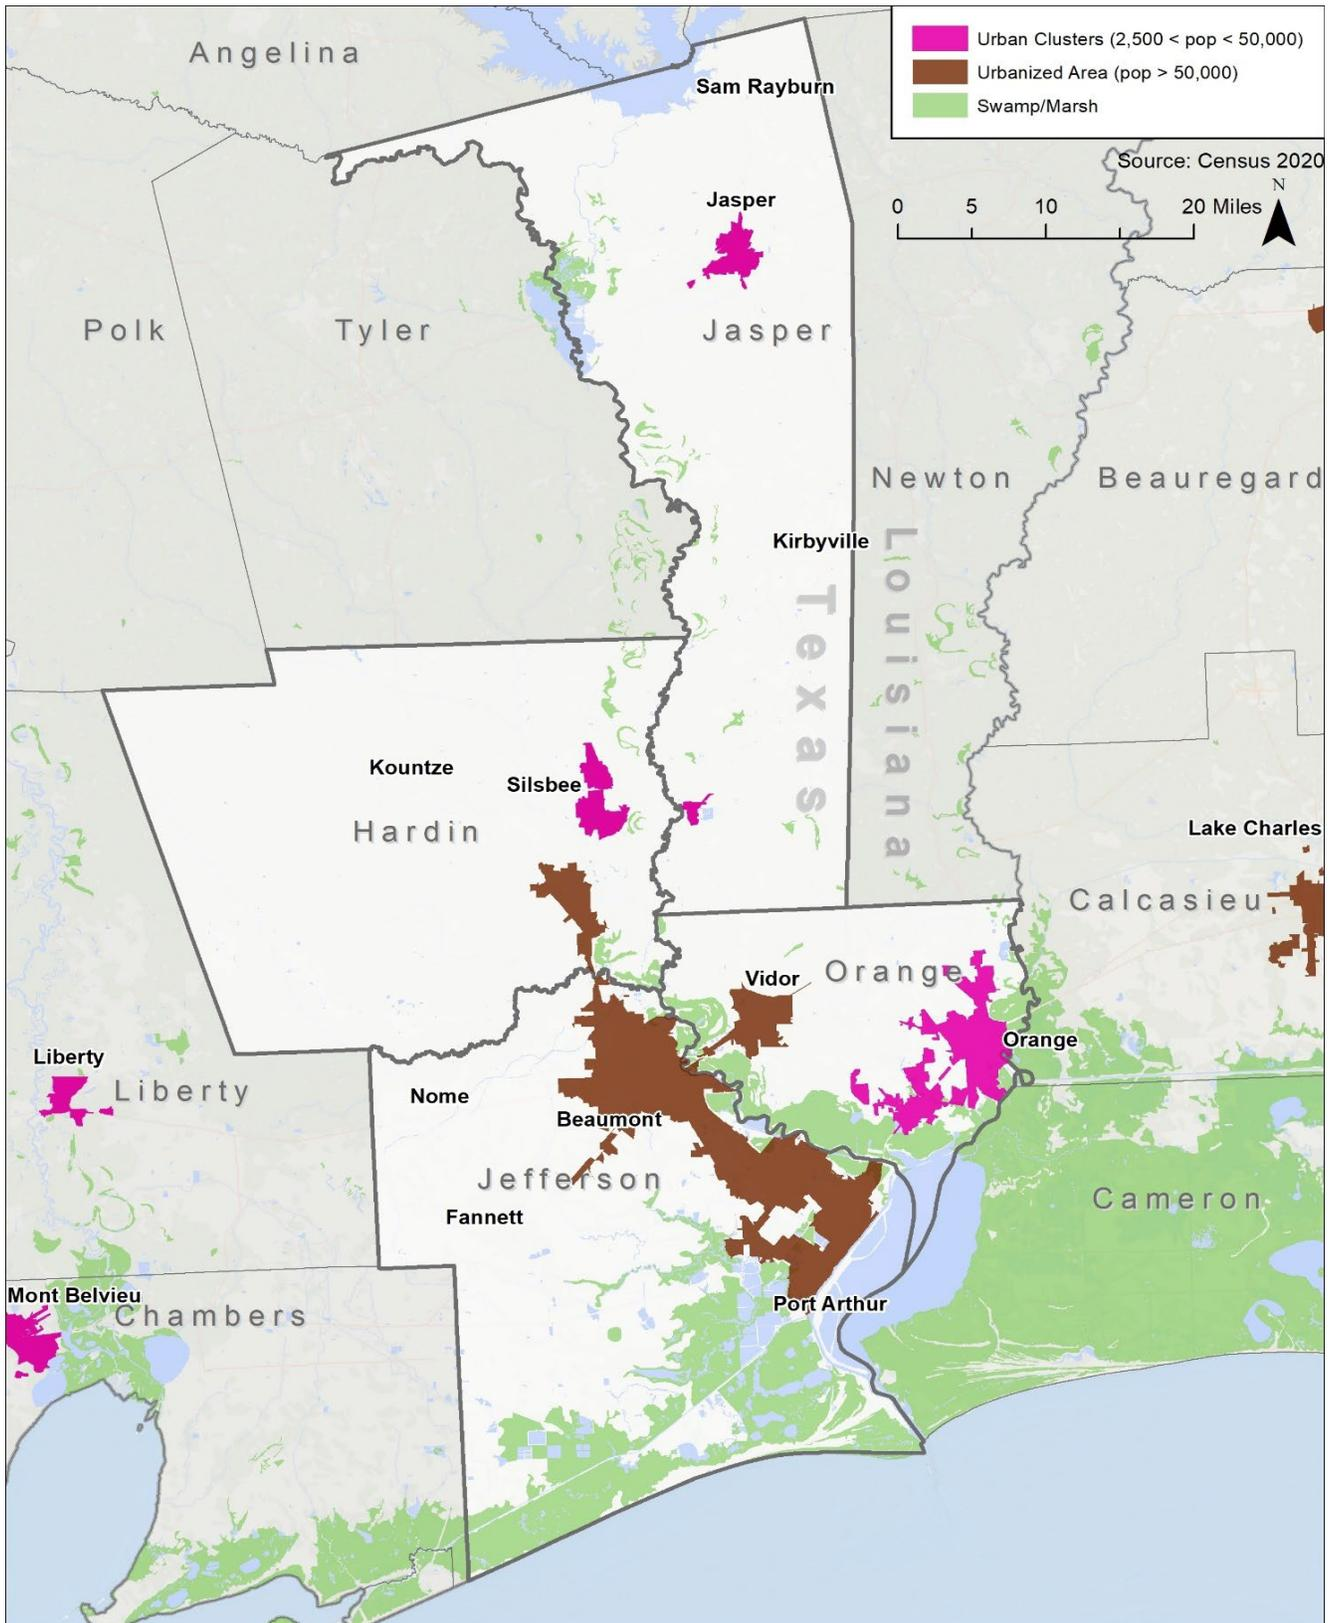 Urban Clusters (2,500 < pop < 50,000)
Urbanized Area (pop > 50,000)
Swamp/Marsh
Source: Census 2020
N
0 5 10 20 Miles
Angelina
Sam Rayburn
Jasper
Polk
Tyler
Jasper
Newton
Beauregard
Kirbyville
Texas
Louisiana
Kountze
Silsbee
Hardin
Lake Charles
Calcasieu
Vidor
Orange
Orange
Liberty
Liberty
Nome
Beaumont
Jefferson
Cameron
Fannett
Mont Belvieu
Chambers
Port Arthur